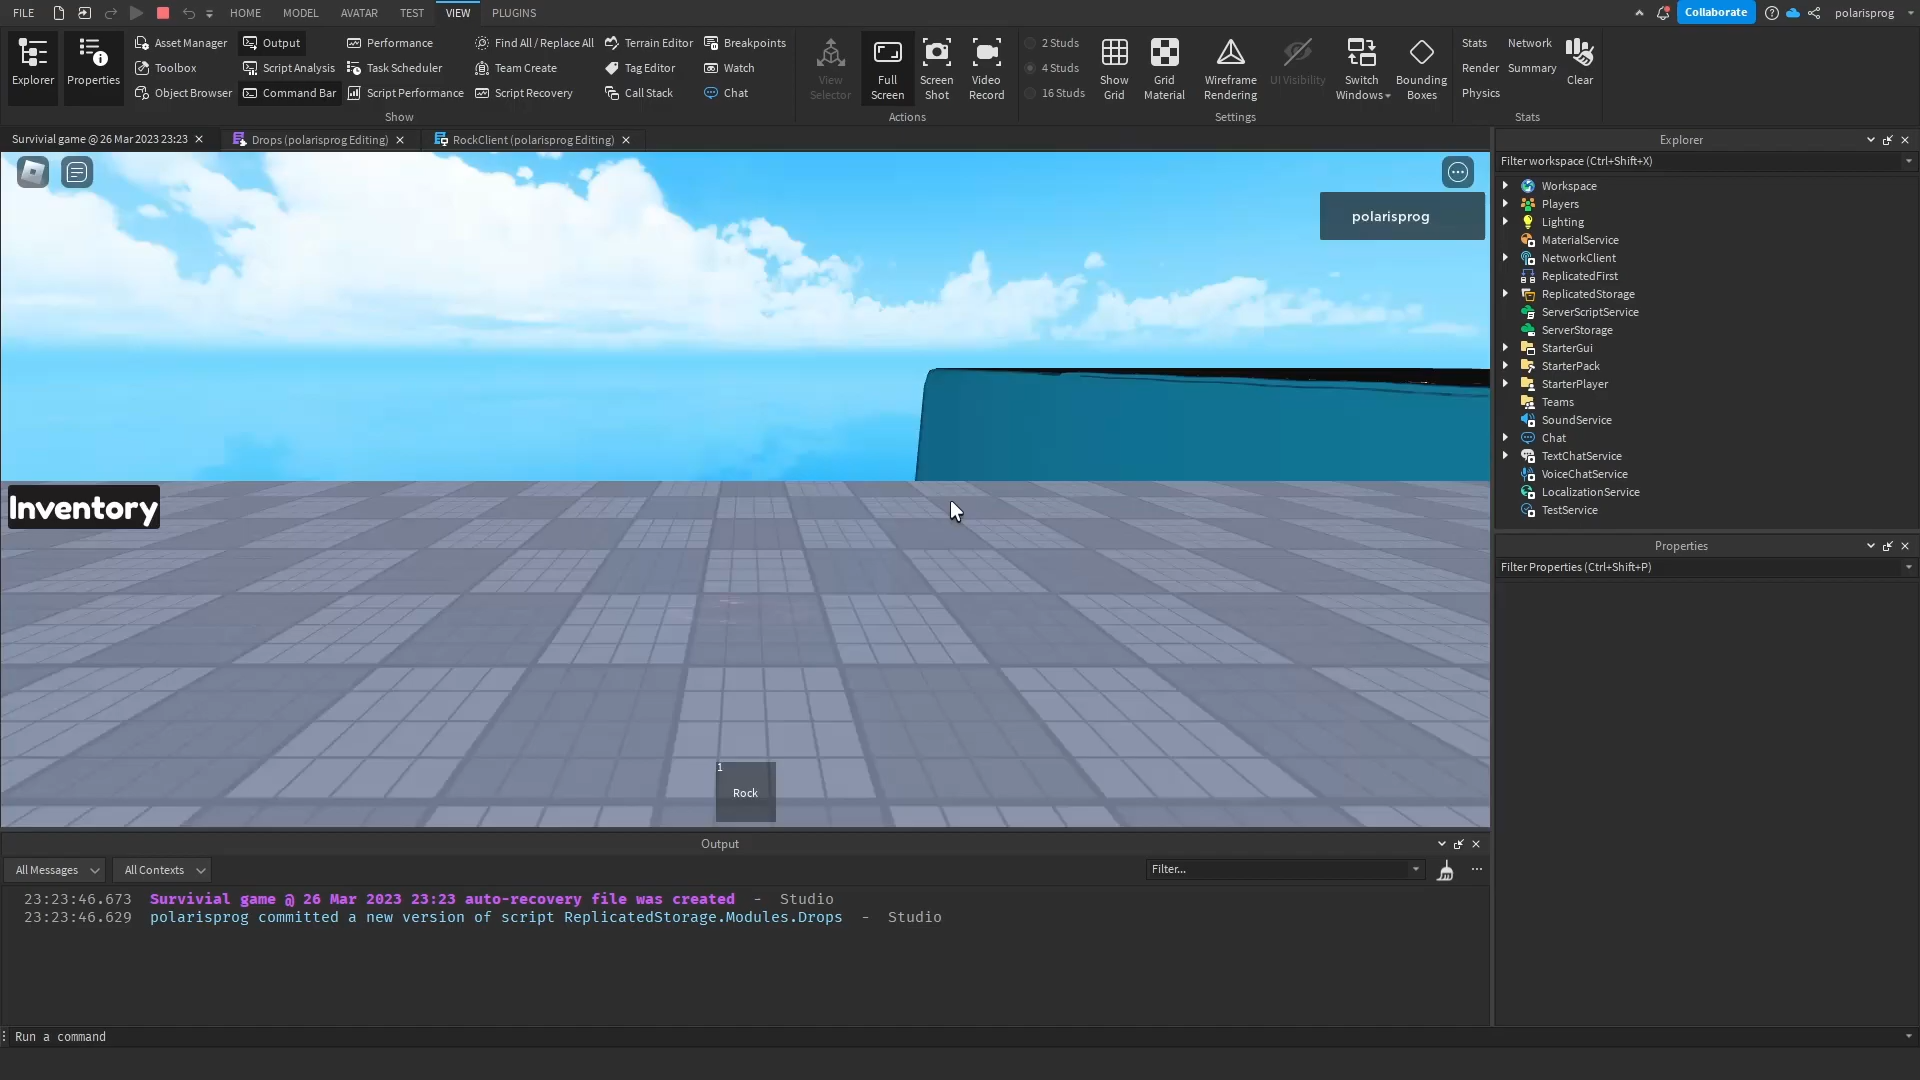 FILE HOME MODEL AVATAR TEST VIEW PLUGINS Collaborate polarisprog
Explorer
Properties
Asset Manager
Toolbox
Object Browser
Output
Script Analysis
Command Bar
Performance
Task Scheduler
Script Performance
Find All / Replace All
Team Create
Script Recovery
Terrain Editor
Tag Editor
Call Stack
Breakpoints
Watch
Chat
Show
View
Selector
Full
Screen
Screen
Shot
Video
Record
Actions
2 Studs
4 Studs
16 Studs
Show
Grid
Grid
Material
Wireframe
Rendering
UI Visibility
Switch
Windows
Bounding
Boxes
Settings
Stats
Network
Render
Summary
Physics
Clear
Stats
Survivial game @ 26 Mar 2023 23:23
Drops (polarisprog Editing)
RockClient (polarisprog Editing)
polarisprog
Inventory
1
Rock
Explorer
Filter workspace (Ctrl+Shift+X)
Workspace
Players
Lighting
MaterialService
NetworkClient
ReplicatedFirst
ReplicatedStorage
ServerScriptService
ServerStorage
StarterGui
StarterPack
StarterPlayer
Teams
SoundService
Chat
TextChatService
VoiceChatService
LocalizationService
TestService
Properties
Filter Properties (Ctrl+Shift+P)
Output
All Messages
All Contexts
Filter...
23:23:46.673 Survivial game @ 26 Mar 2023 23:23 auto-recovery file was created - Studio
23:23:46.629 polarisprog committed a new version of script ReplicatedStorage.Modules.Drops - Studio
Run a command